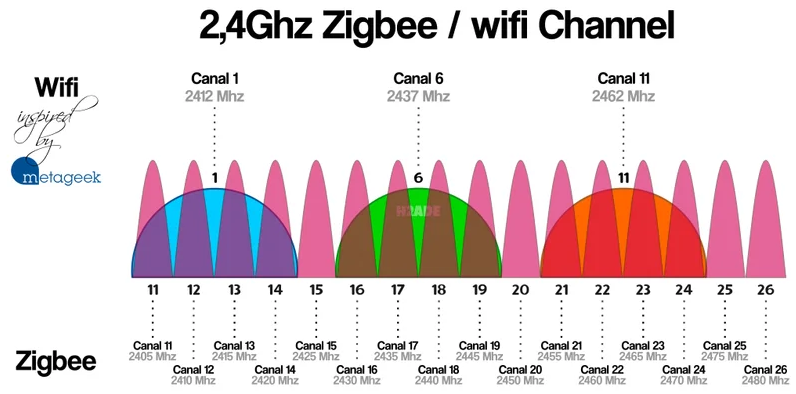 2,4Ghz Zigbee / wifi Channel
Wifi
inspired
by
metageek
Canal 1
2412 Mhz
Canal 6
2437 Mhz
Canal 11
2462 Mhz
1
6
11
H2ADE
11 12 13 14 15 16 17 18 19 20 21 22 23 24 25 26
Zigbee
Canal 11
2405 Mhz
Canal 12
2410 Mhz
Canal 13
2415 Mhz
Canal 14
2420 Mhz
Canal 15
2425 Mhz
Canal 16
2430 Mhz
Canal 17
2435 Mhz
Canal 18
2440 Mhz
Canal 19
2445 Mhz
Canal 20
2450 Mhz
Canal 21
2455 Mhz
Canal 22
2460 Mhz
Canal 23
2465 Mhz
Canal 24
2470 Mhz
Canal 25
2475 Mhz
Canal 26
2480 Mhz